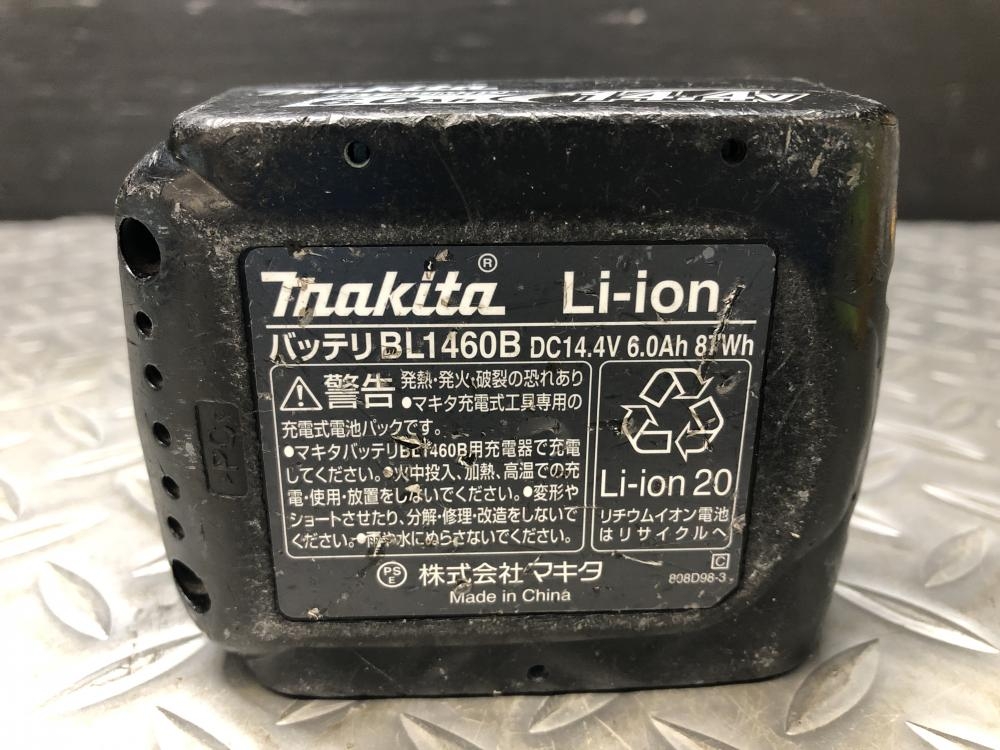 14.4V
makita® Li-ion
バッテリBL1460B DC14.4V 6.0Ah 87Wh
警告 発熱・発火・破裂の恐れあり
●マキタ充電式工具専用の
充電式電池パックです。
●マキタバッテリBL1460B用充電器で充電
してください。●火中投入、加熱、高温での充
電・使用・放置をしないでください。●変形や
ショートさせたり、分解・修理・改造をしないで
ください。●雨や水にぬらさないでください。
Li-ion 20
リチウムイオン電池
はリサイクルへ
PSE 株式会社マキタ
Made in China
C
808D98-3
>PC<